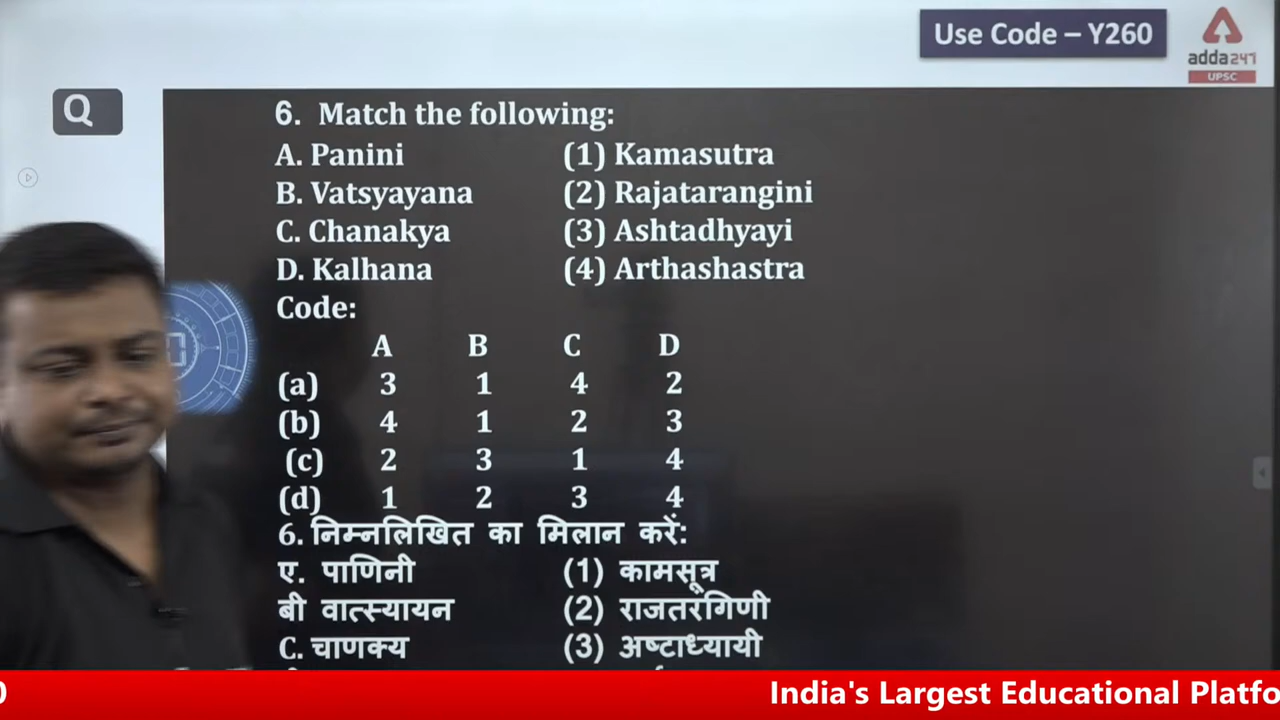 Use Code – Y260
adda247
UPSC
Q
6. Match the following:
A. Panini (1) Kamasutra
B. Vatsyayana (2) Rajatarangini
C. Chanakya (3) Ashtadhyayi
D. Kalhana (4) Arthashastra
Code:
A B C D
(a) 3 1 4 2
(b) 4 1 2 3
(c) 2 3 1 4
(d) 1 2 3 4
6. निम्नलिखित का मिलान करें:
ए. पाणिनी (1) कामसूत्र
बी वात्स्यायन (2) राजतरंगिणी
C. चाणक्य (3) अष्टाध्यायी
India's Largest Educational Platfo